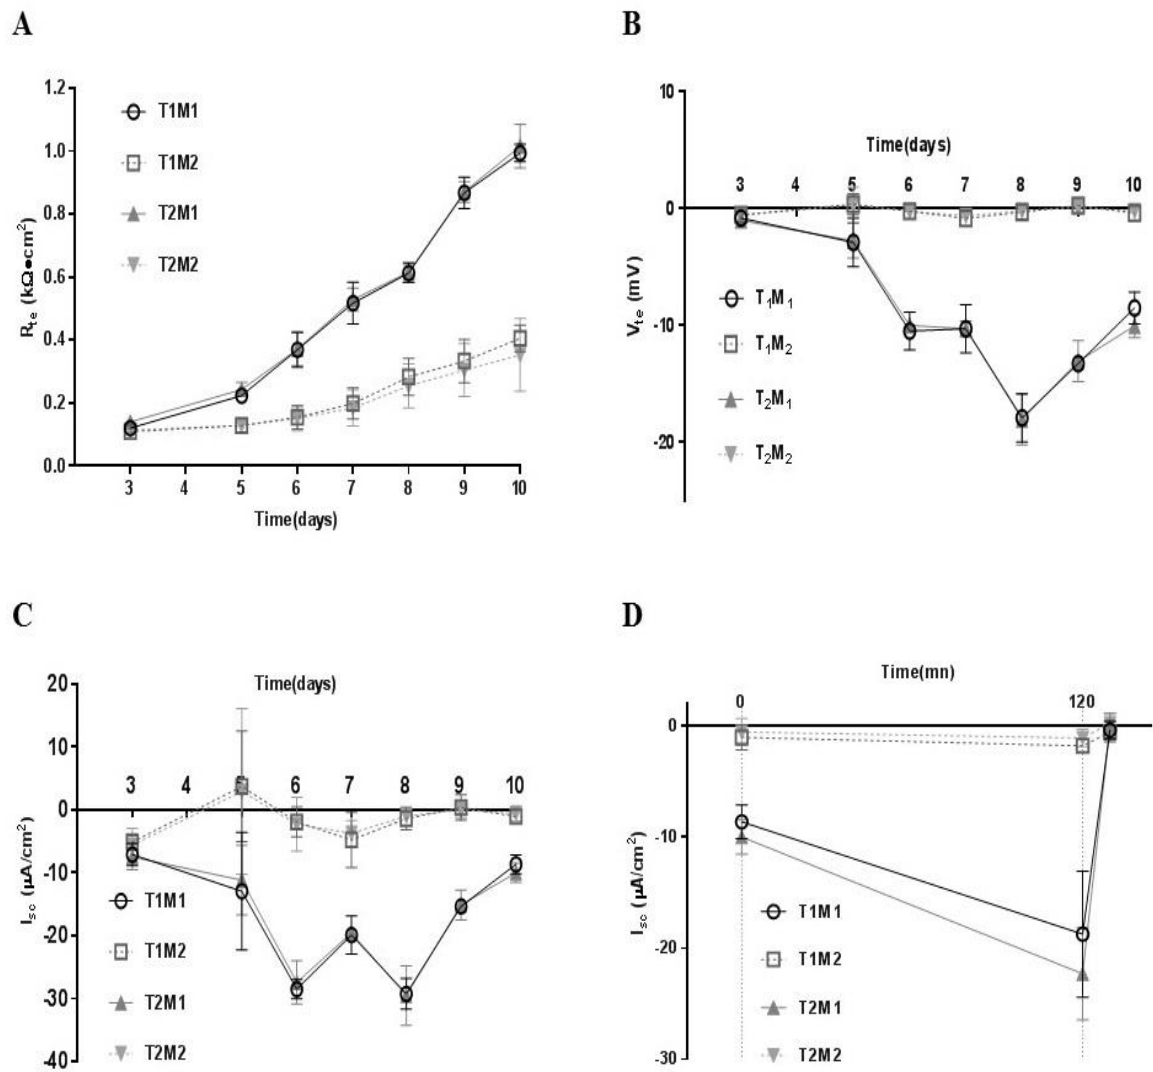 A
1.2
1.0
0.8
0.6
0.4
0.2
0.0
R_te (kΩ•cm²)
T1M1
T1M2
T2M1
T2M2
3 4 5 6 7 8 9 10
Time(days)
B
10
0
-10
-20
V_te (mV)
Time(days)
3 4 5 6 7 8 9 10
T₁M₁
T₁M₂
T₂M₁
T₂M₂
C
20
10
0
-10
-20
-30
-40
I_sc (µA/cm²)
Time(days)
3 4 5 6 7 8 9 10
T1M1
T1M2
T2M1
T2M2
D
Time(mn)
0 120
0
-10
-20
-30
I_sc (µA/cm²)
T1M1
T1M2
T2M1
T2M2